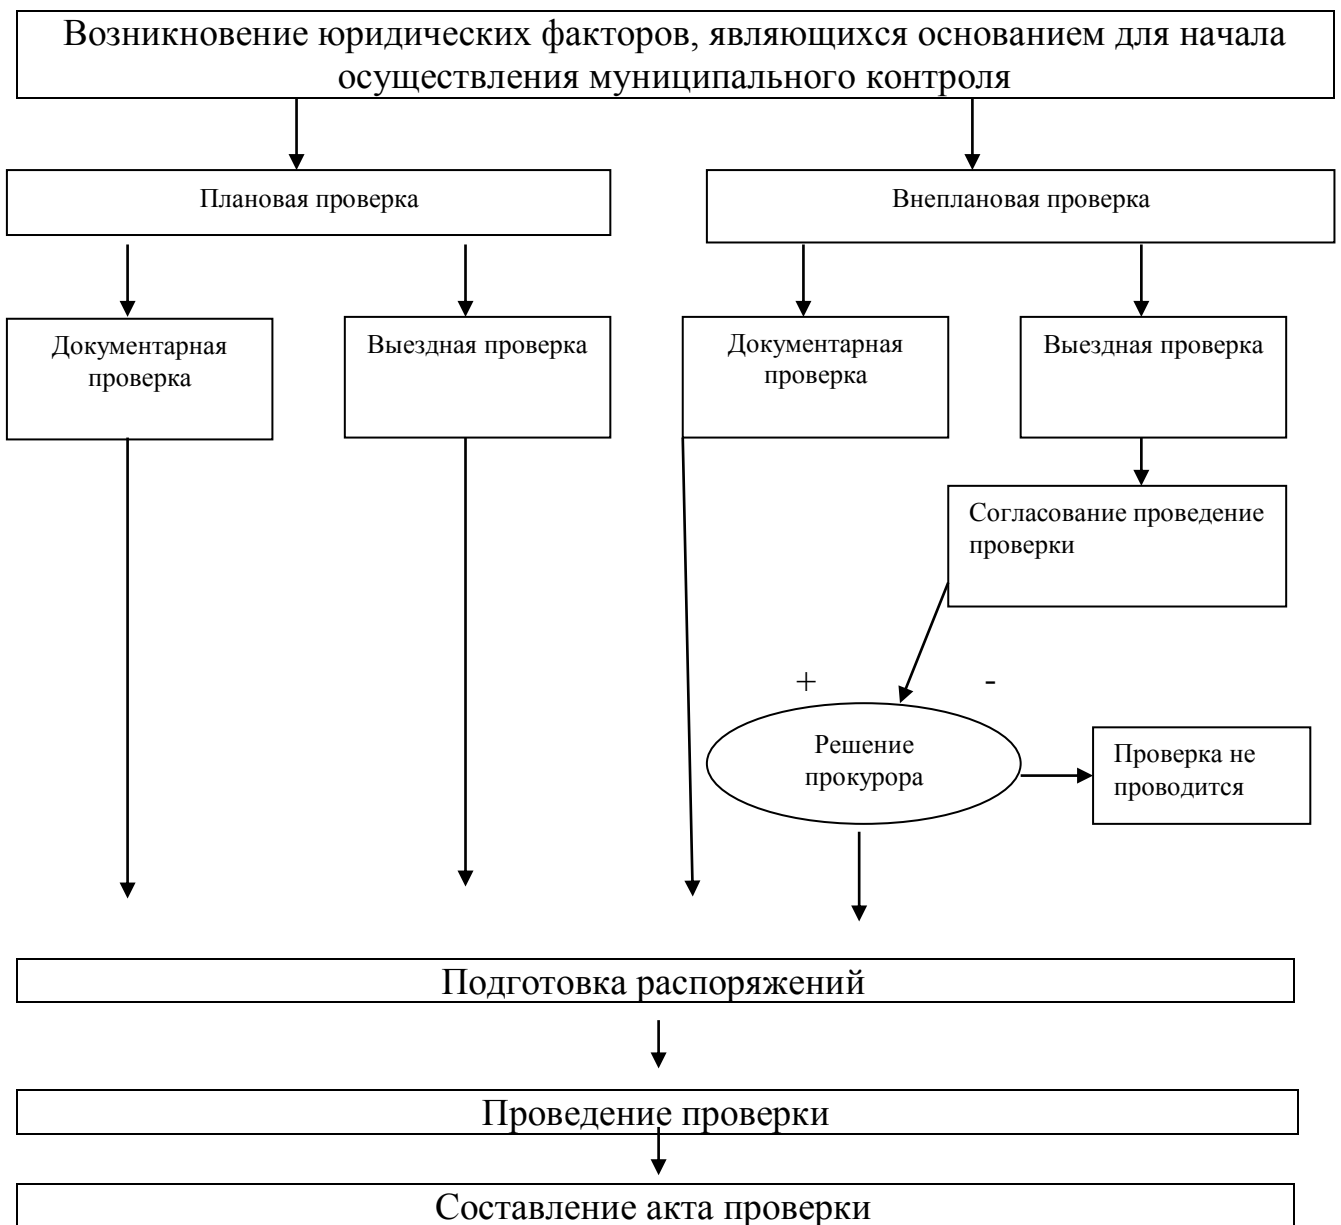 Возникновение юридических факторов, являющихся основанием для начала
осуществления муниципального контроля
Плановая проверка
Внеплановая проверка
Документарная
проверка
Выездная проверка
Документарная
проверка
Выездная проверка
Согласование проведение
проверки
+
-
Решение
прокурора
Проверка не
проводится
Подготовка распоряжений
Проведение проверки
Составление акта проверки